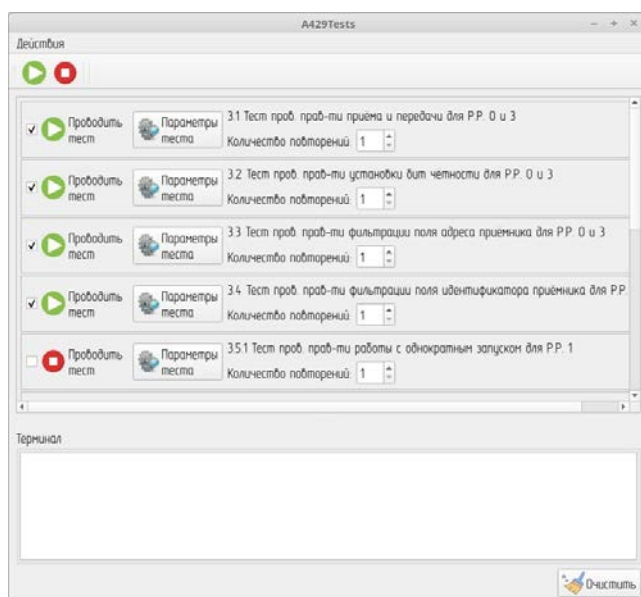 A429Tests
Действия
Проводить тест
Параметры теста
3.1 Тест пров. прав-ти приёма и передачи для Р.Р. 0 и 3
Количество повторений: 1
Проводить тест
Параметры теста
3.2 Тест пров. прав-ти установки бит четности для Р.Р. 0 и 3
Количество повторений: 1
Проводить тест
Параметры теста
3.3 Тест пров. прав-ти фильтрации поля адреса приёмника для Р.Р. 0 и 3
Количество повторений: 1
Проводить тест
Параметры теста
3.4 Тест пров. прав-ти фильтрации поля идентификатора приёмника для Р.Р.
Количество повторений: 1
Проводить тест
Параметры теста
3.5.1 Тест пров. прав-ти работы с однократным запуском для Р.Р. 1
Количество повторений: 1
Терминал
Очистить